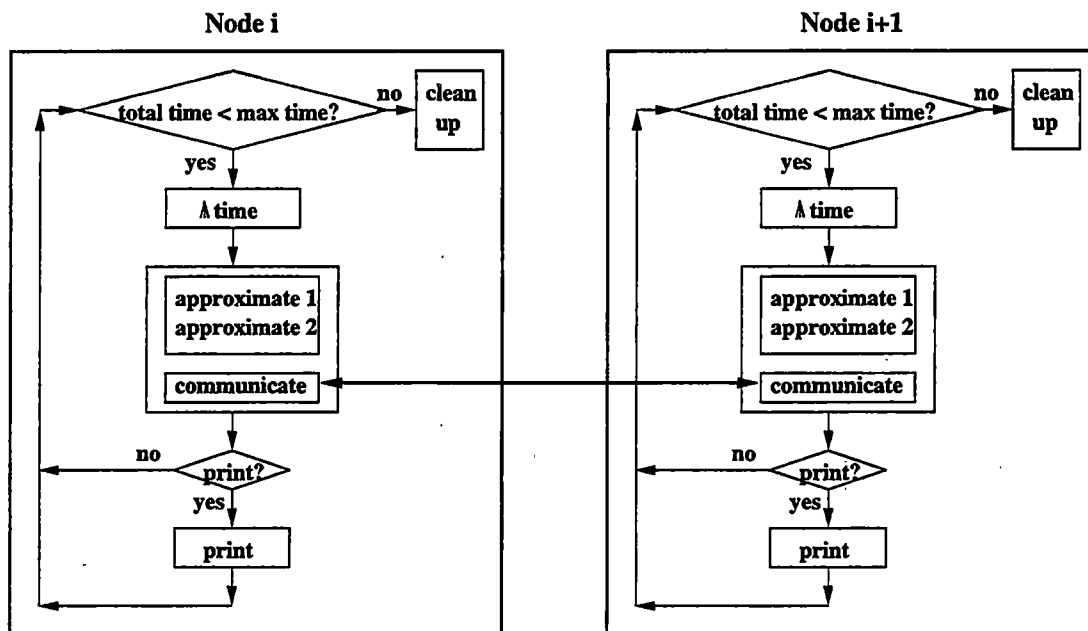 Node i
total time < max time?
no
clean
up
yes
Λ time
approximate 1
approximate 2
communicate
no
print?
yes
print
Node i+1
total time < max time?
no
clean
up
yes
Λ time
approximate 1
approximate 2
communicate
no
print?
yes
print